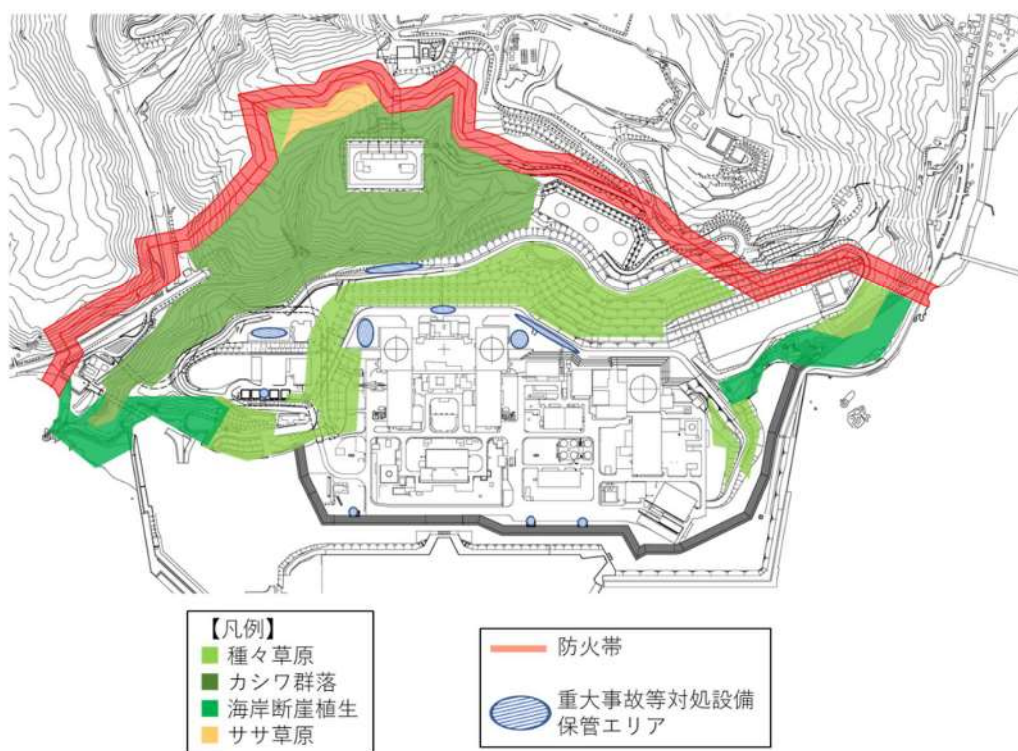 【凡例】
種々草原
カシワ群落
海岸断崖植生
ササ草原
防火帯
重大事故等対処設備
保管エリア